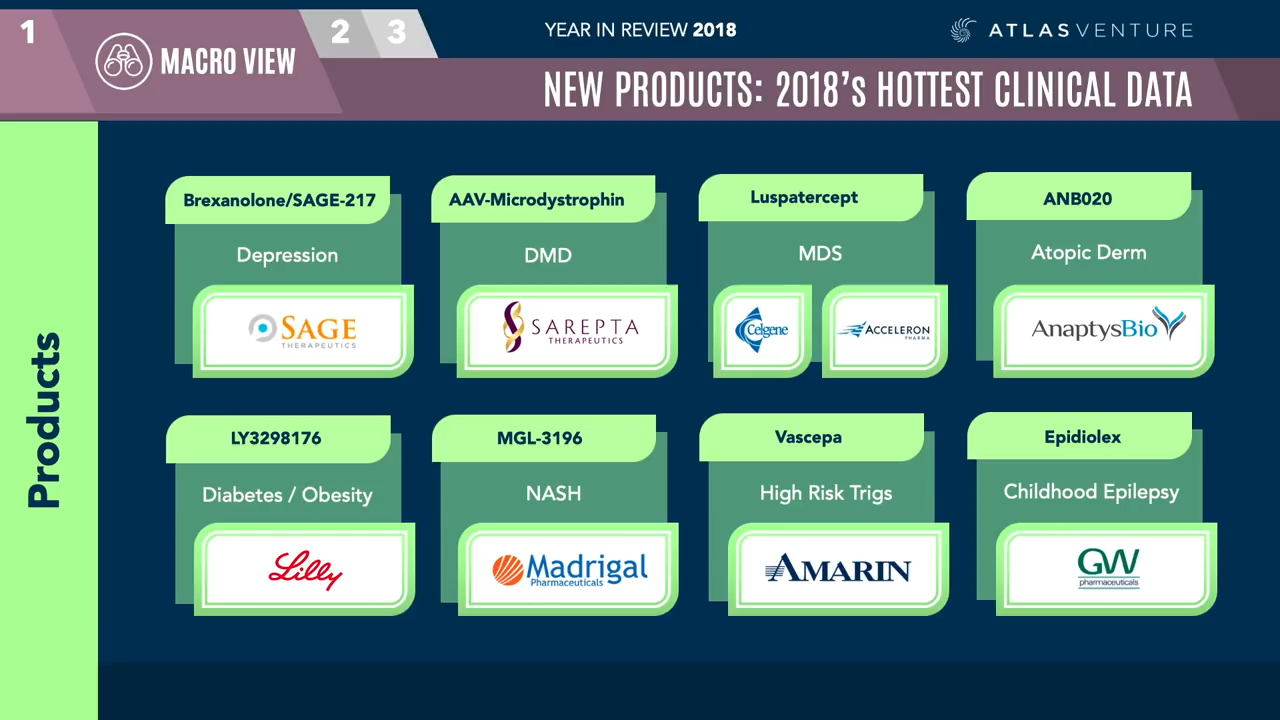 1
MACRO VIEW
2
3
YEAR IN REVIEW 2018
ATLAS VENTURE
NEW PRODUCTS: 2018's HOTTEST CLINICAL DATA
Products
Brexanolone/SAGE-217
Depression
SAGE
THERAPEUTICS
AAV-Microdystrophin
DMD
SAREPTA
THERAPEUTICS
Luspatercept
MDS
Celgene
ACCELERON
PHARMA
ANB020
Atopic Derm
AnaptysBio
LY3298176
Diabetes / Obesity
Lilly
MGL-3196
NASH
Madrigal
Pharmaceuticals
Vascepa
High Risk Trigs
AMARIN
Epidiolex
Childhood Epilepsy
GW
pharmaceuticals